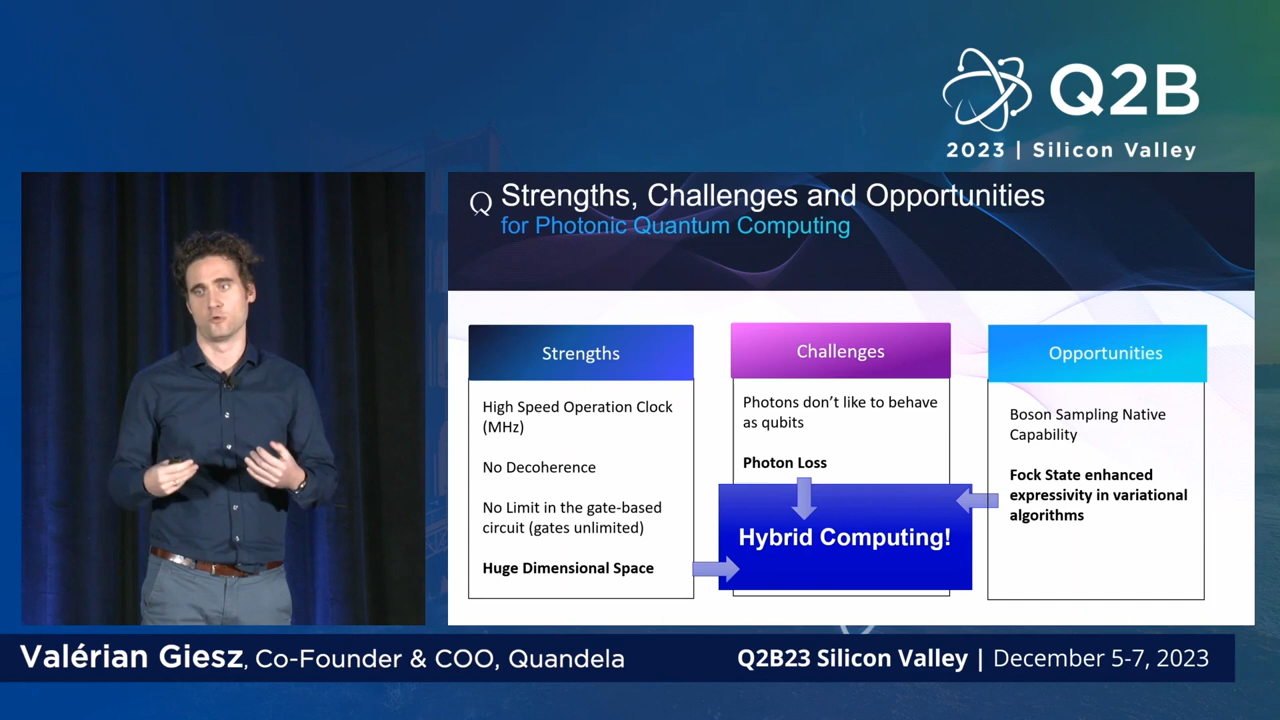 Q2B
2023 | Silicon Valley
Q Strengths, Challenges and Opportunities
for Photonic Quantum Computing
Strengths
High Speed Operation Clock
(MHz)
No Decoherence
No Limit in the gate-based
circuit (gates unlimited)
Huge Dimensional Space
Challenges
Photons don’t like to behave
as qubits
Photon Loss
Hybrid Computing!
Opportunities
Boson Sampling Native
Capability
Fock State enhanced
expressivity in variational
algorithms
Valérian Giesz, Co-Founder & COO, Quandela
Q2B23 Silicon Valley | December 5-7, 2023